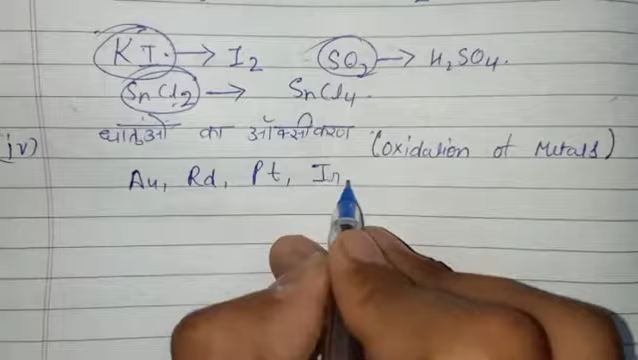 KI. → I2 SO2 → H2SO4.
SnCl2 → SnCl4.
iv) धातुओं का ऑक्सीकरण (Oxidation of Metals)
Au, Rd, Pt, Ir,